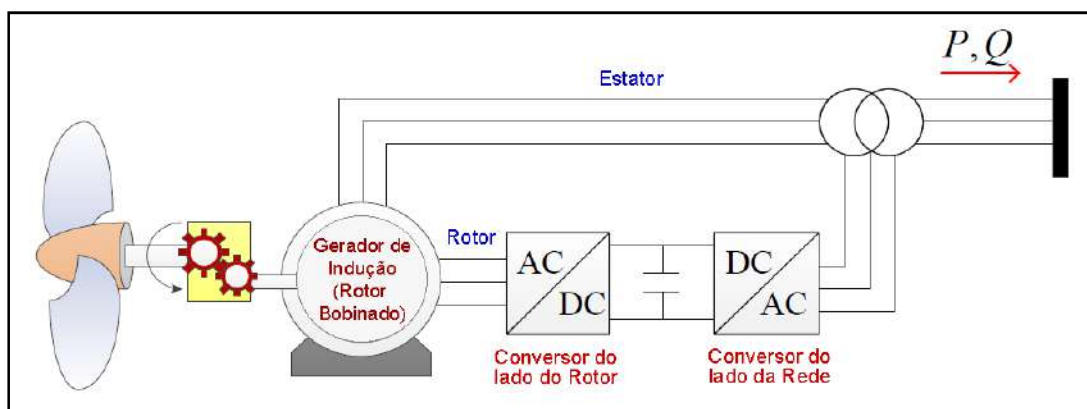 P, Q
Estator
Rotor
Gerador de
Indução
(Rotor
Bobinado)
AC
DC
DC
AC
Conversor do
lado do Rotor
Conversor do
lado da Rede